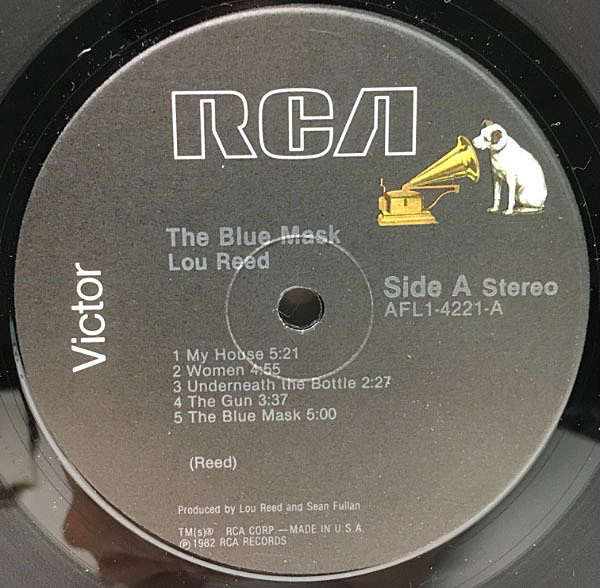 RCA
The Blue Mask
Lou Reed
Side A Stereo
AFL1-4221-A
Victor
1 My House 5:21
2 Women 4:55
3 Underneath the Bottle 2:27
4 The Gun 3:37
5 The Blue Mask 5:00
(Reed)
Produced by Lou Reed and Sean Fullan
TM(s)® RCA CORP.—MADE IN U.S.A.
℗1982 RCA RECORDS